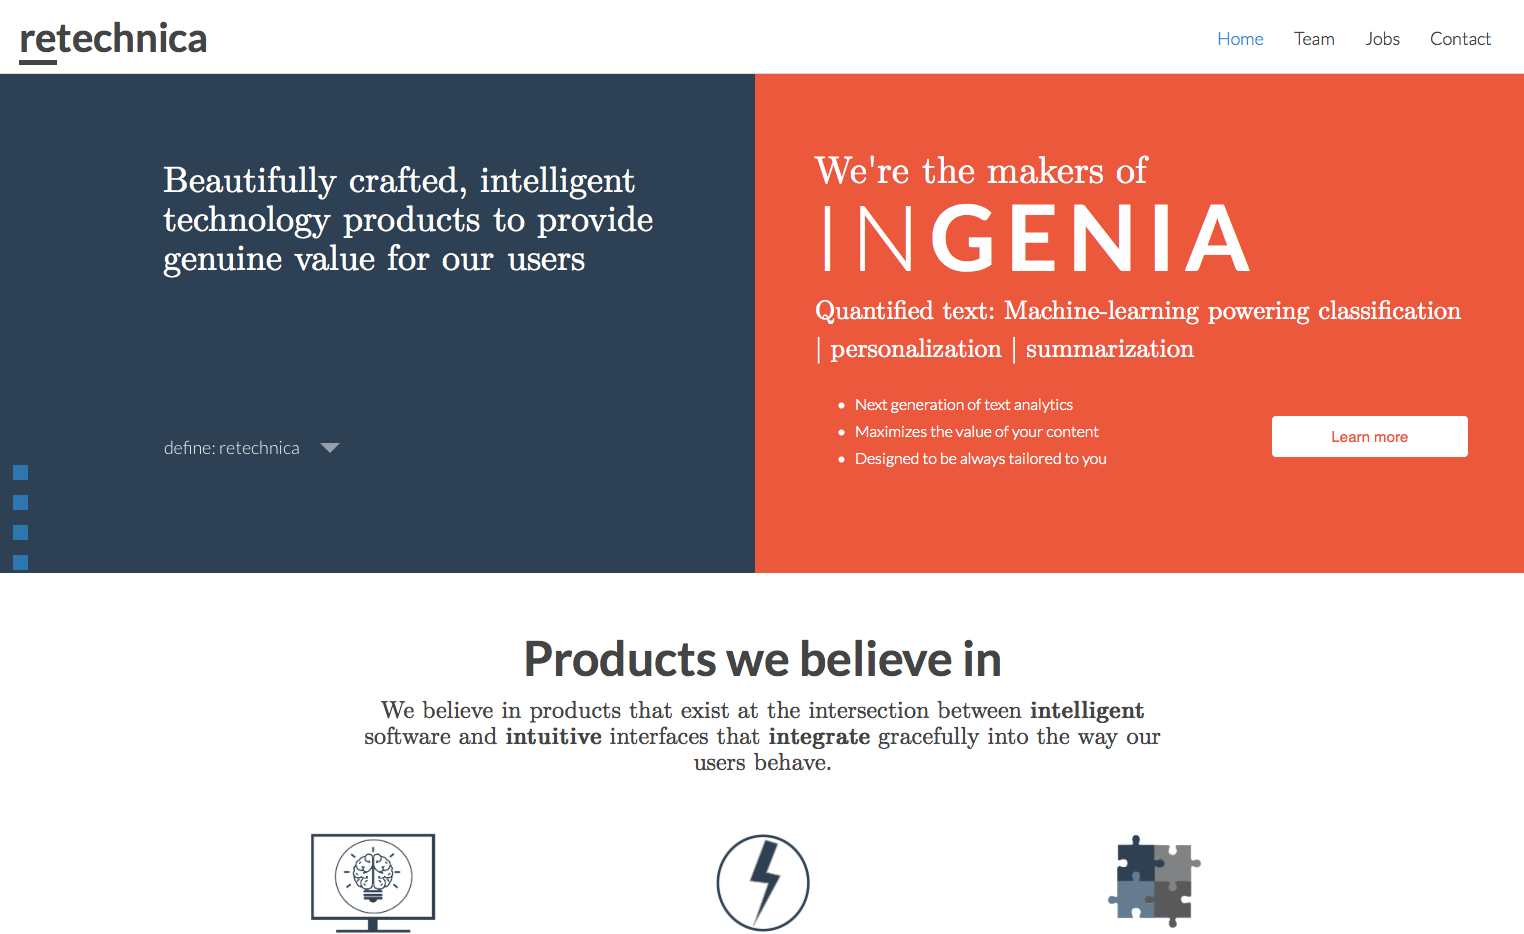 retechnica
Home Team Jobs Contact
Beautifully crafted, intelligent
technology products to provide
genuine value for our users
define: retechnica
We're the makers of
INGENIA
Quantified text: Machine-learning powering classification
| personalization | summarization
• Next generation of text analytics
• Maximizes the value of your content
• Designed to be always tailored to you
Learn more
Products we believe in
We believe in products that exist at the intersection between intelligent
software and intuitive interfaces that integrate gracefully into the way our
users behave.